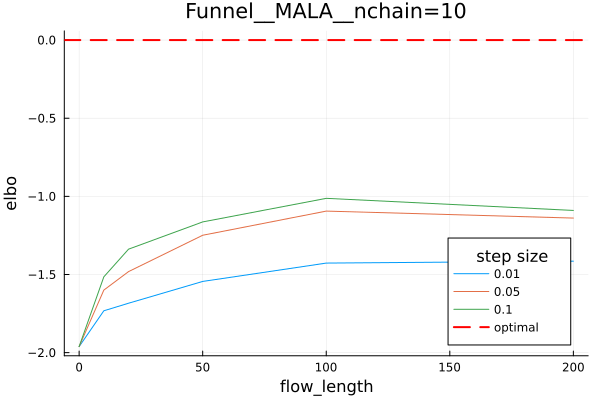 Funnel__MALA__nchain=10
elbo
0.0
−0.5
−1.0
−1.5
−2.0
step size
0.01
0.05
0.1
optimal
0 50 100 150 200
flow_length